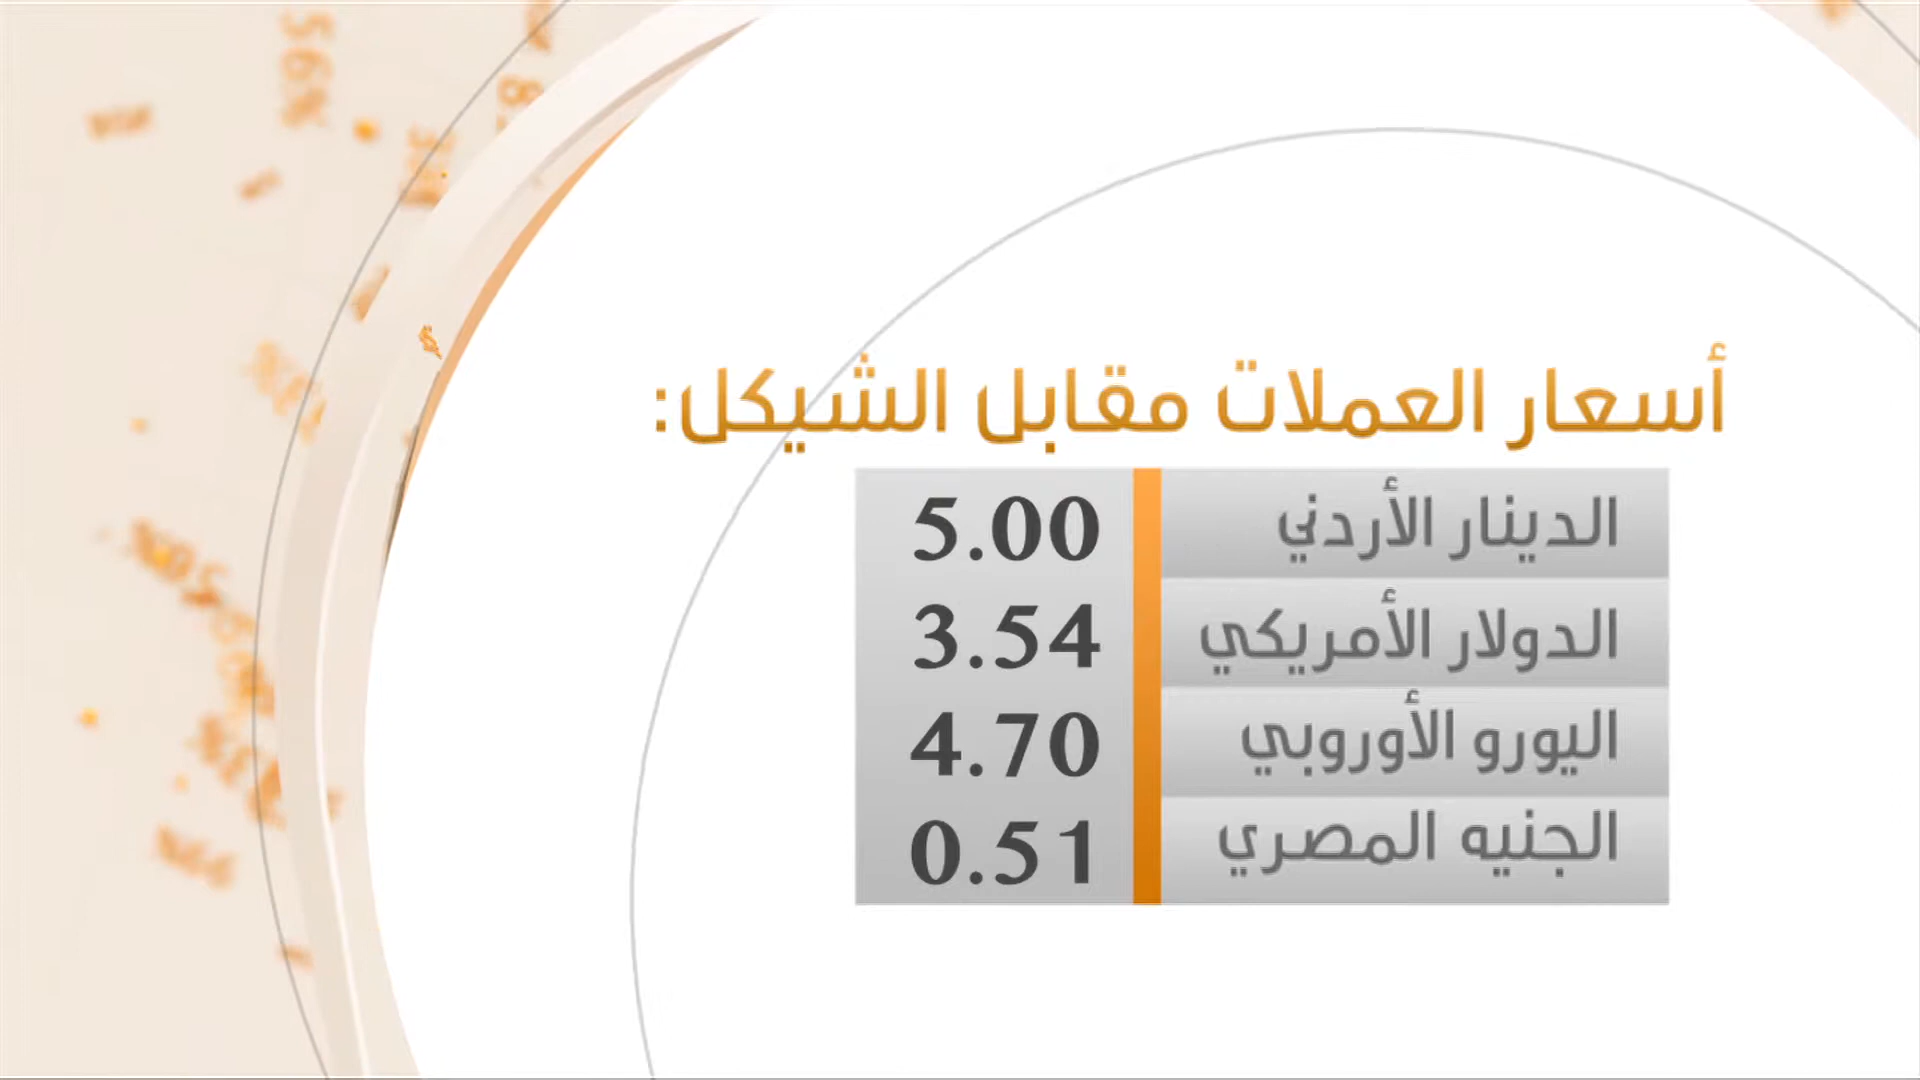 أسعار العملات مقابل الشيكل:
الدينار الأردني 5.00
الدولار الأمريكي 3.54
اليورو الأوروبي 4.70
الجنيه المصري 0.51